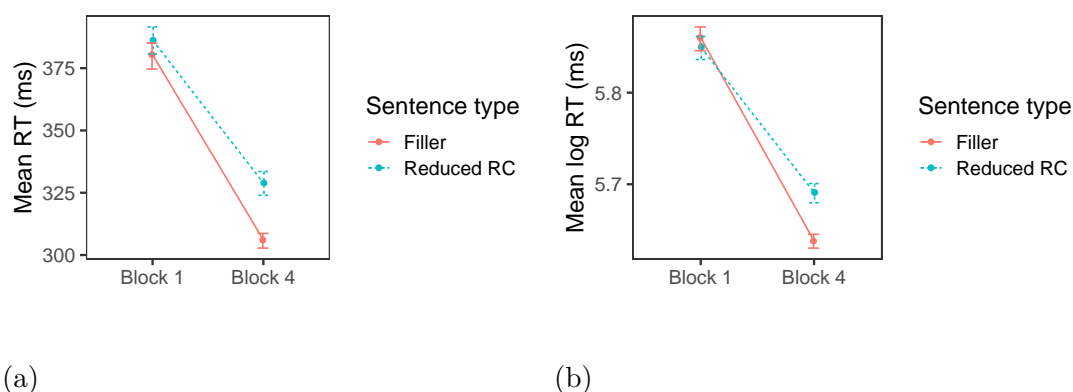 Mean RT (ms)
375
350
325
300
Block 1
Block 4
Sentence type
Filler
Reduced RC
(a)
Mean log RT (ms)
5.8
5.7
Block 1
Block 4
Sentence type
Filler
Reduced RC
(b)